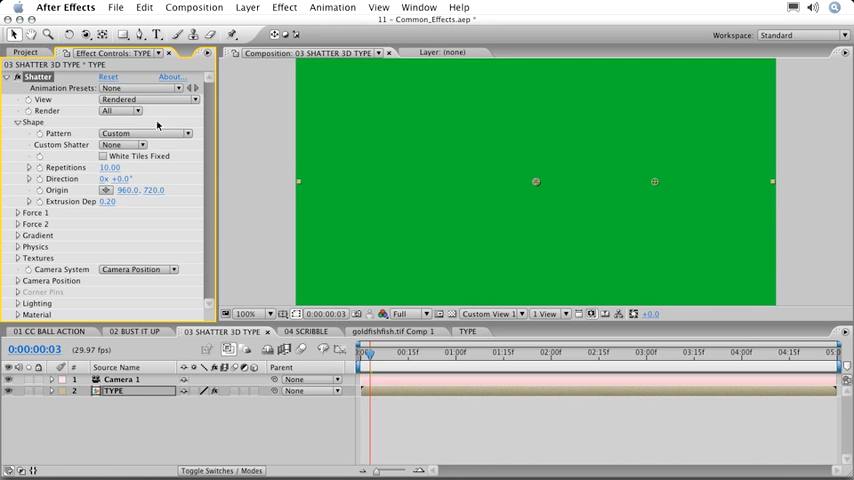 After Effects File Edit Composition Layer Effect Animation View Window Help
11 - Common_Effects.aep *
Workspace: Standard
Project Effect Controls: TYPE Composition: 03 SHATTER 3D TYPE Layer: (none)
03 SHATTER 3D TYPE * TYPE
fx Shatter Reset About...
Animation Presets: None
View Rendered
Render All
Shape
Pattern Custom
Custom Shatter None
White Tiles Fixed
Repetitions 10.00
Direction 0x +0.0°
Origin 960.0, 720.0
Extrusion Dep 0.20
Force 1
Force 2
Gradient
Physics
Textures
Camera System Camera Position
Camera Position
Corner Pins
Lighting
Material
100% 0:00:00:03 Full Custom View 1 1 View +0.0
01 CC BALL ACTION 02 BUST IT UP 03 SHATTER 3D TYPE 04 SCRIBBLE goldfishfish.tif Comp 1 TYPE
0:00:00:03 (29.97 fps)
00:15f 01:00f 01:15f 02:00f 02:15f 03:00f 03:15f 04:00f 04:15f
# Source Name Parent
1 Camera 1 None
2 TYPE fx None
Toggle Switches / Modes